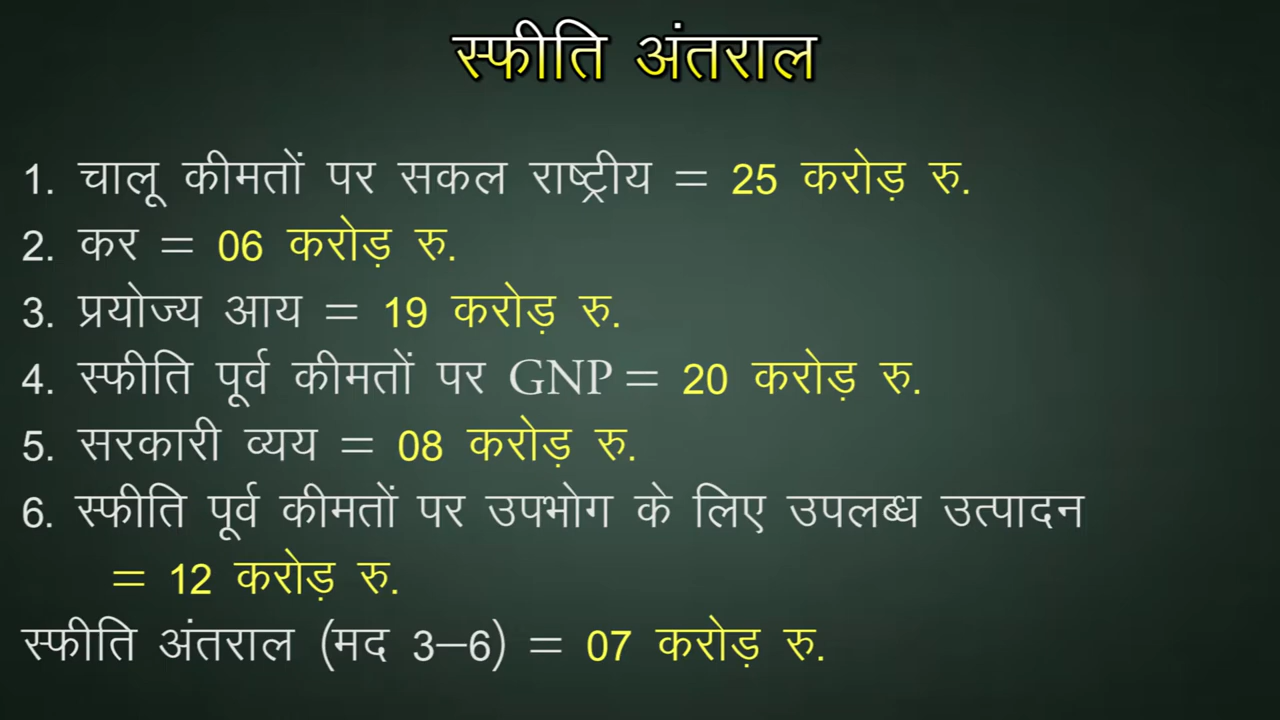 स्फीति अंतराल
1. चालू कीमतों पर सकल राष्ट्रीय = 25 करोड़ रु.
2. कर = 06 करोड़ रु.
3. प्रयोज्य आय = 19 करोड़ रु.
4. स्फीति पूर्व कीमतों पर GNP = 20 करोड़ रु.
5. सरकारी व्यय = 08 करोड़ रु.
6. स्फीति पूर्व कीमतों पर उपभोग के लिए उपलब्ध उत्पादन
= 12 करोड़ रु.
स्फीति अंतराल (मद 3–6) = 07 करोड़ रु.